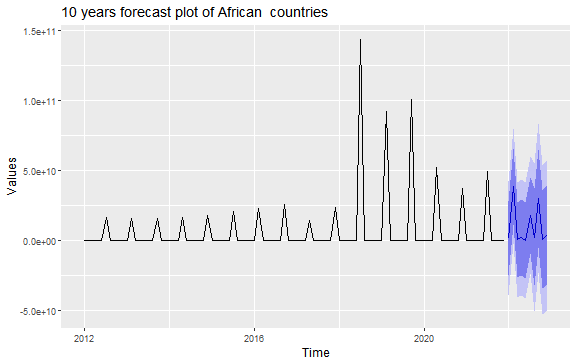 10 years forecast plot of African  countries
1.5e+11
1.0e+11
5.0e+10
0.0e+00
-5.0e+10
Values
2012
2016
2020
Time